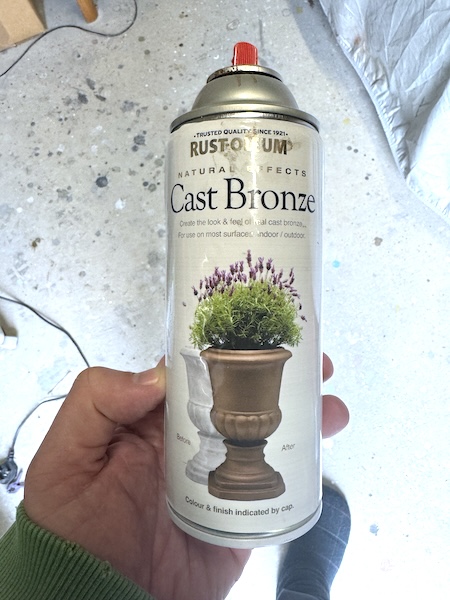 • TRUSTED QUALITY SINCE 1921 •
RUST-OLEUM
NATURAL EFFECTS
Cast Bronze
Create the look & feel of real cast bronze
For use on most surfaces, indoor / outdoor.
Before
After
Colour & finish indicated by cap.